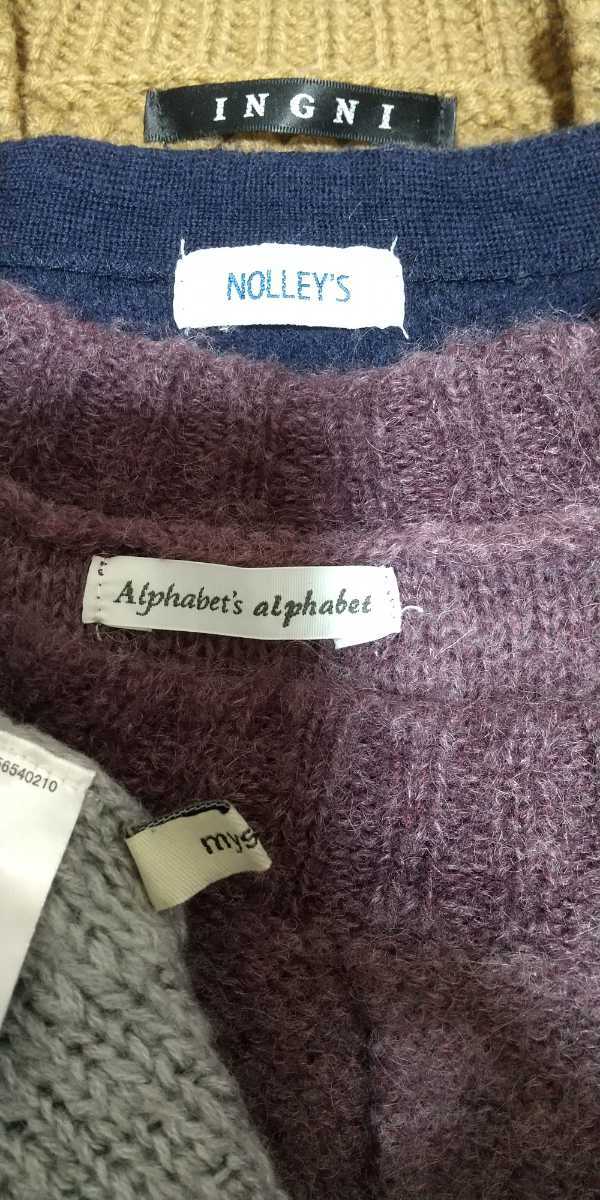 INGNI
NOLLEY'S
Alphabet's alphabet
56540210
mys